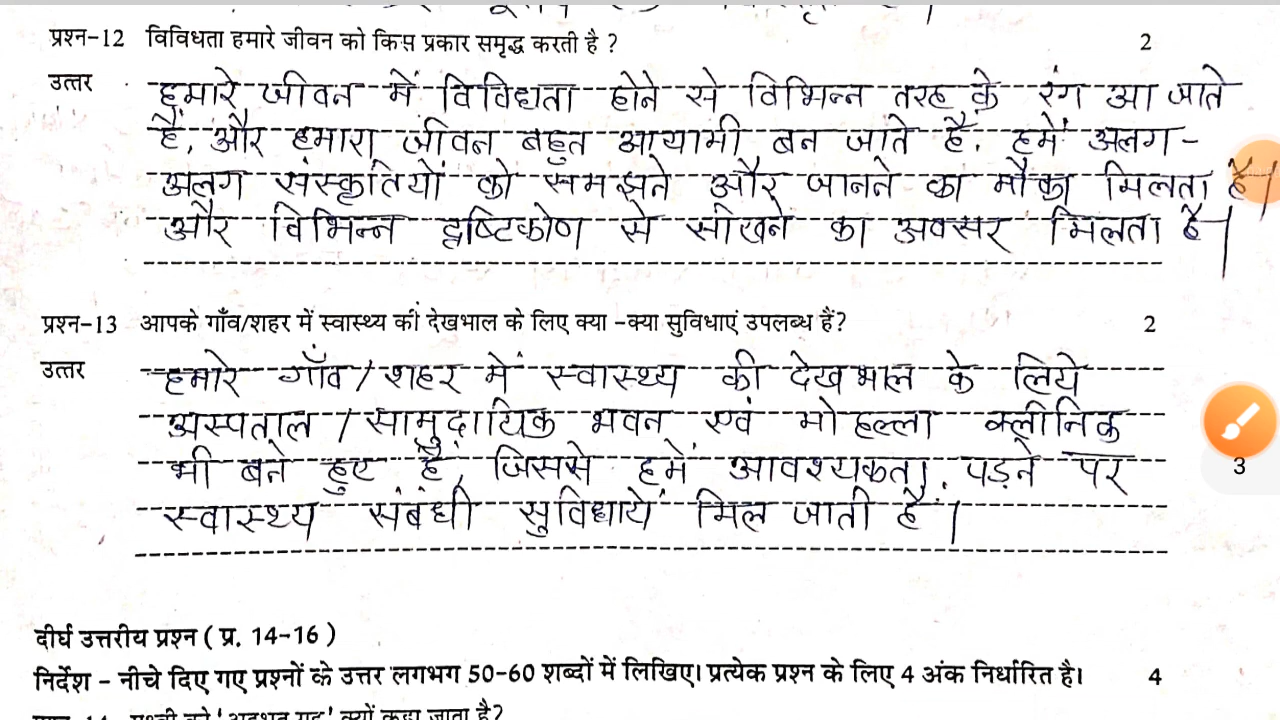 प्रश्न-12 विविधता हमारे जीवन को किस प्रकार समृद्ध करती है ? 2
उत्तर हमारे जीवन में विविधता होने से विभिन्न तरह के रंग आ जाते
हैं, और हमारा जीवन बहुत आयामी बन जाते है. हमें अलग-
अलग संस्कृतियों को समझते और जानने का मौका मिलता है।
और विभिन्न दृष्टिकोण से सीखने का अवसर मिलता है।
प्रश्न-13 आपके गाँव/शहर में स्वास्थ्य की देखभाल के लिए क्या -क्या सुविधाएं उपलब्ध हैं? 2
उत्तर हमारे गाँव / शहर में स्वास्थ्य की देखभाल के लिये
अस्पताल / सामुदायिक भवन एवं मोहल्ला क्लीनिक
भी बने हुए हैं, जिससे हमें आवश्यकता पड़ने पर
3
स्वास्थ्य संबंधी सुविधायें मिल जाती है।
दीर्घ उत्तरीय प्रश्न ( प्र. 14-16 )
निर्देश - नीचे दिए गए प्रश्नों के उत्तर लगभग 50-60 शब्दों में लिखिए। प्रत्येक प्रश्न के लिए 4 अंक निर्धारित है। 4